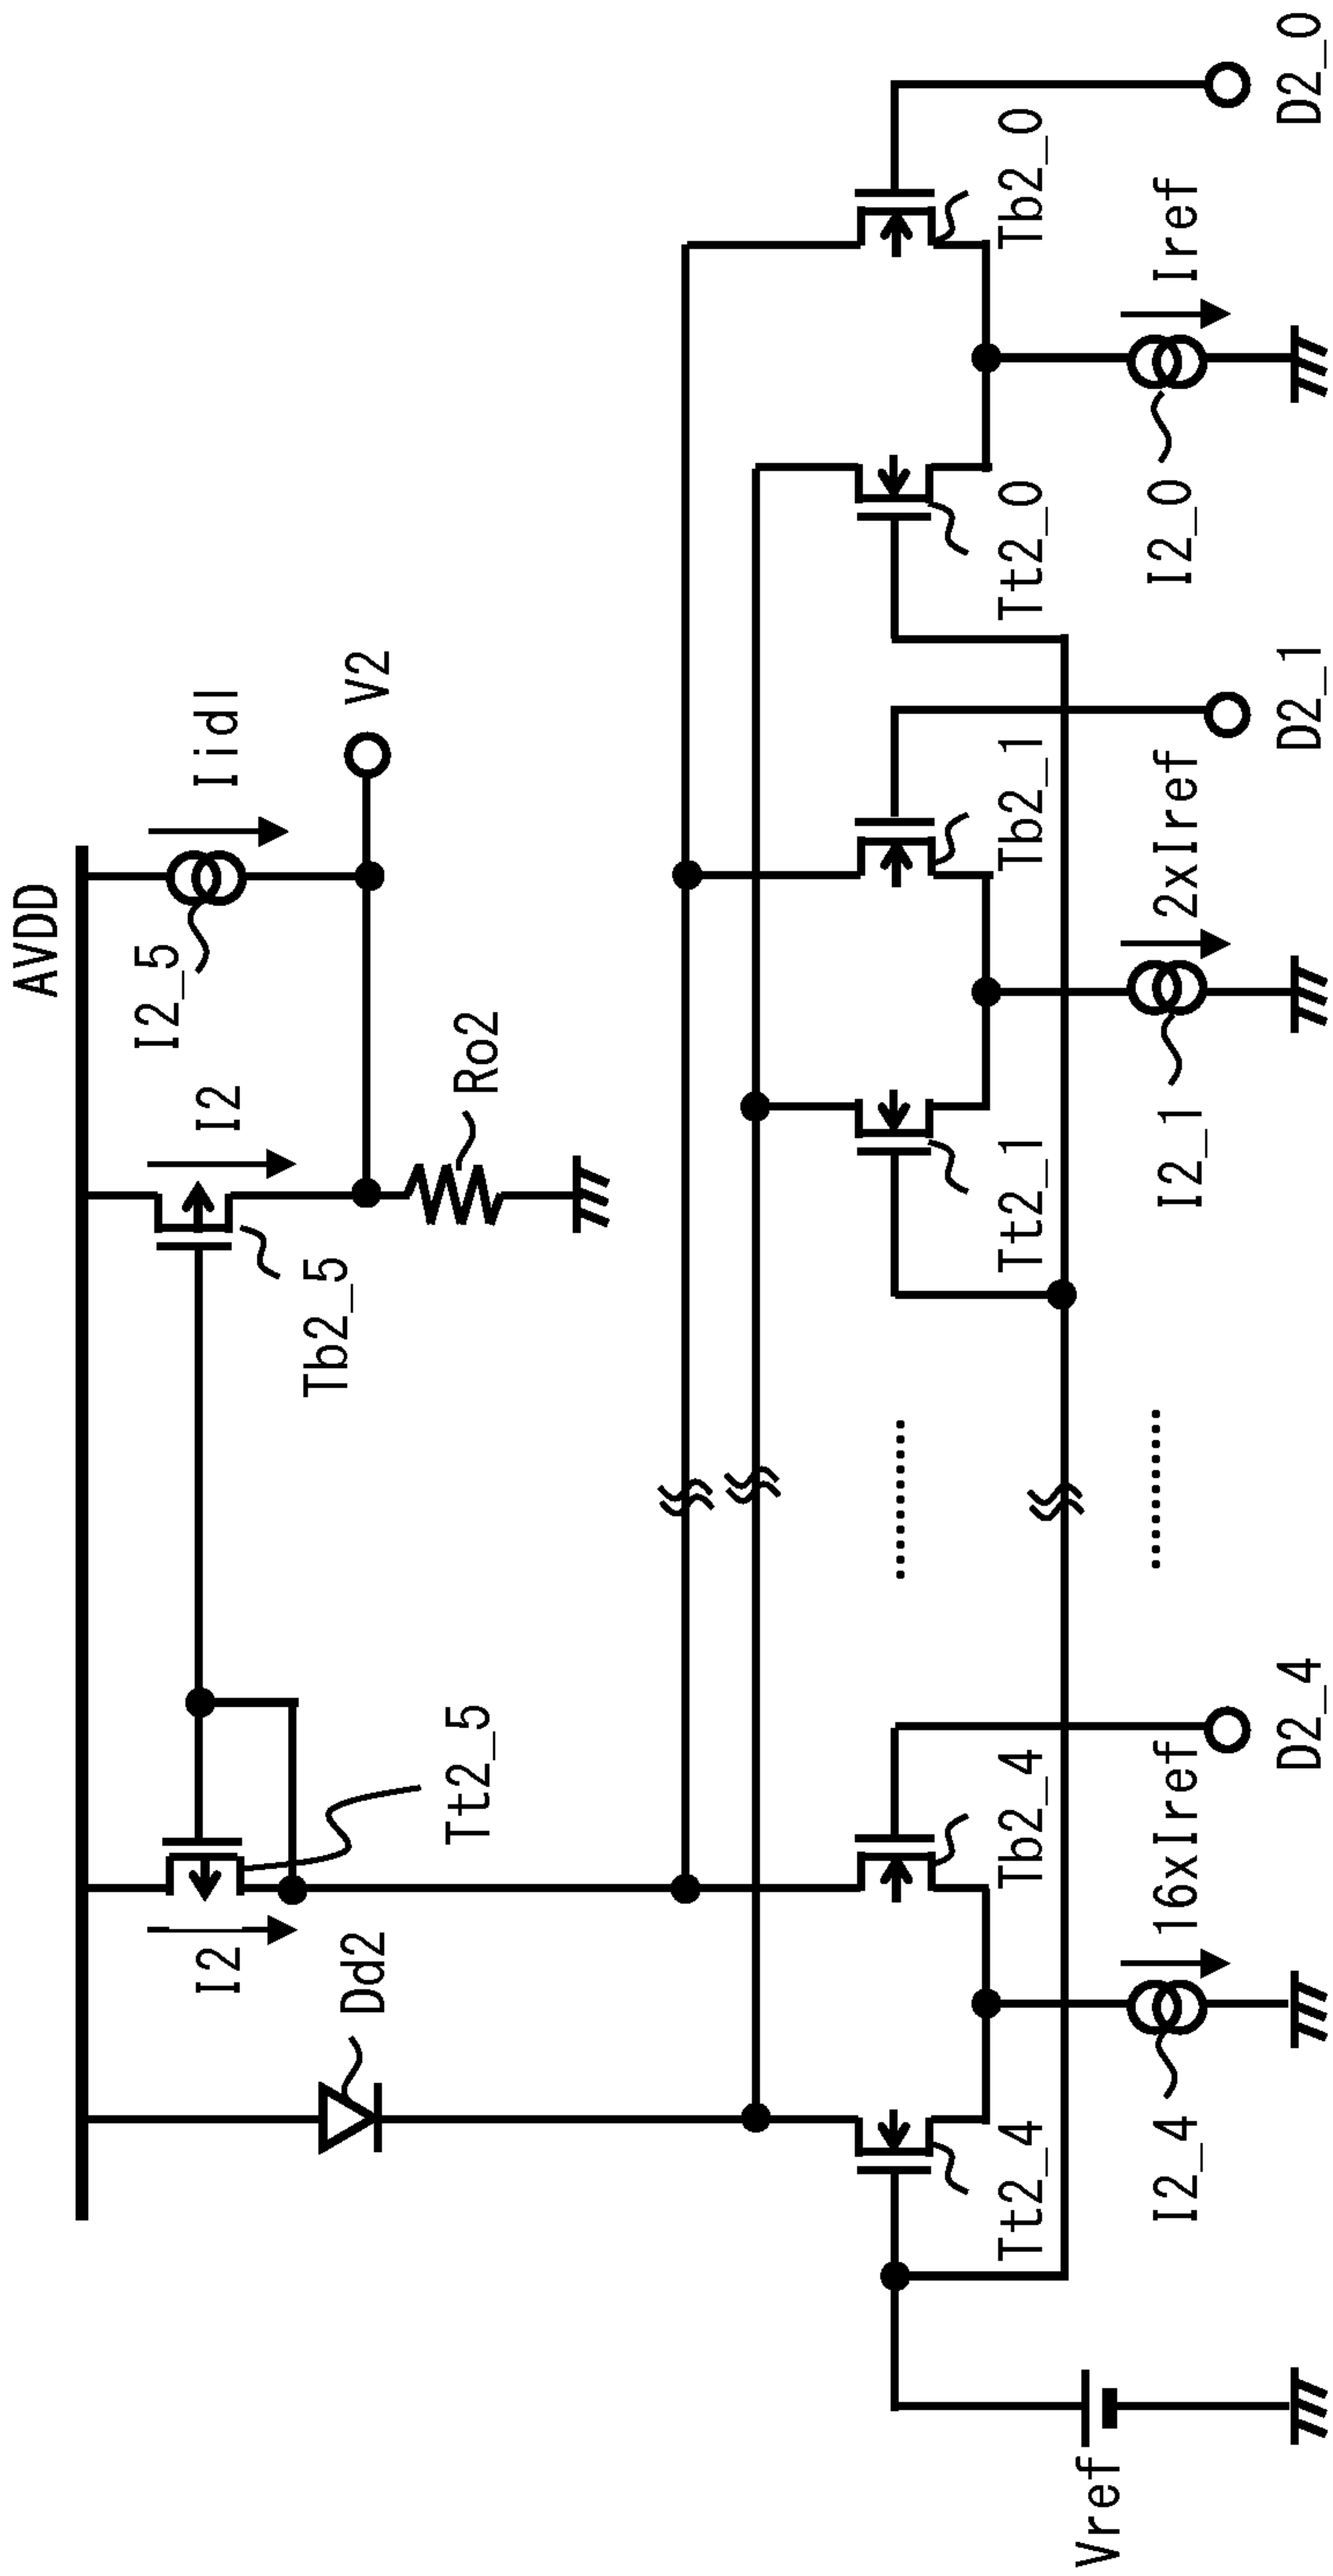 AVDD
I2
Tt2_5
Dd2
Tb2_5
I2
I2_5
Iidl
V2
Ro2
Vref
Tt2_4
Tb2_4
I2_4
16xIref
D2_4
Tt2_1
Tb2_1
I2_1
2xIref
D2_1
Tt2_0
Tb2_0
I2_0
Iref
D2_0